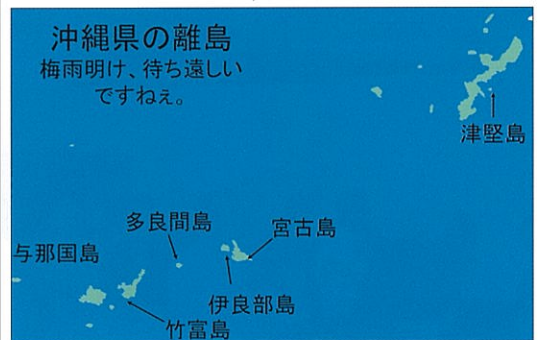 沖縄県の離島
梅雨明け、待ち遠しい
ですねぇ。
津堅島
多良間島
宮古島
与那国島
伊良部島
竹富島